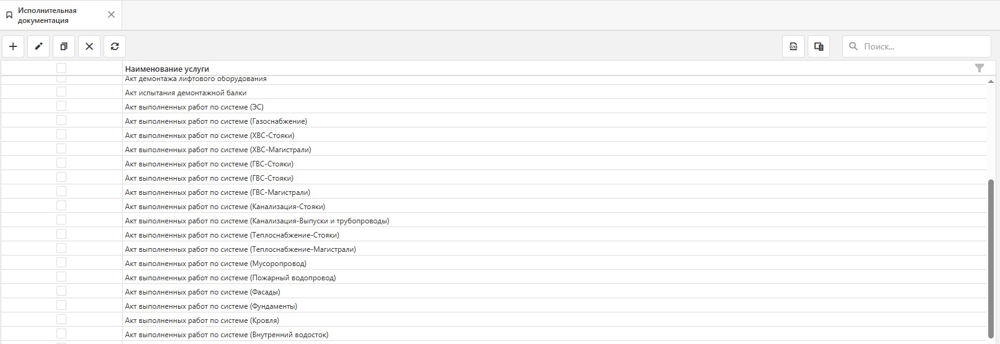 Исполнительная
документация
Поиск...
Наименование услуги
Акт демонтажа лифтового оборудования
Акт испытания демонтажной балки
Акт выполненных работ по системе (ЭС)
Акт выполненных работ по системе (Газоснабжение)
Акт выполненных работ по системе (ХВС-Стояки)
Акт выполненных работ по системе (ХВС-Магистрали)
Акт выполненных работ по системе (ГВС-Стояки)
Акт выполненных работ по системе (ГВС-Стояки)
Акт выполненных работ по системе (ГВС-Магистрали)
Акт выполненных работ по системе (Канализация-Стояки)
Акт выполненных работ по системе (Канализация-Выпуски и трубопроводы)
Акт выполненных работ по системе (Теплоснабжение-Стояки)
Акт выполненных работ по системе (Теплоснабжение-Магистрали)
Акт выполненных работ по системе (Мусоропровод)
Акт выполненных работ по системе (Пожарный водопровод)
Акт выполненных работ по системе (Фасады)
Акт выполненных работ по системе (Фундаменты)
Акт выполненных работ по системе (Кровля)
Акт выполненных работ по системе (Внутренний водосток)